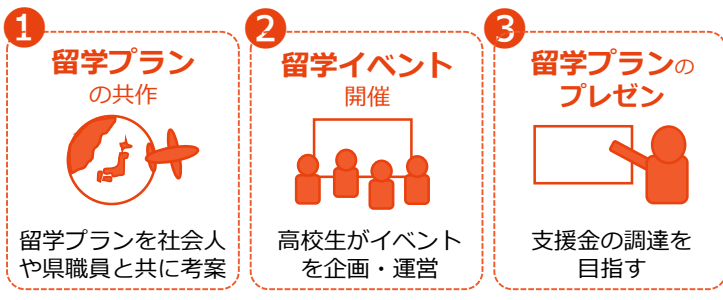 1
留学プラン
の共作
留学プランを社会人
や県職員と共に考案
2
留学イベント
開催
高校生がイベント
を企画・運営
3
留学プランの
プレゼン
支援金の調達を
目指す